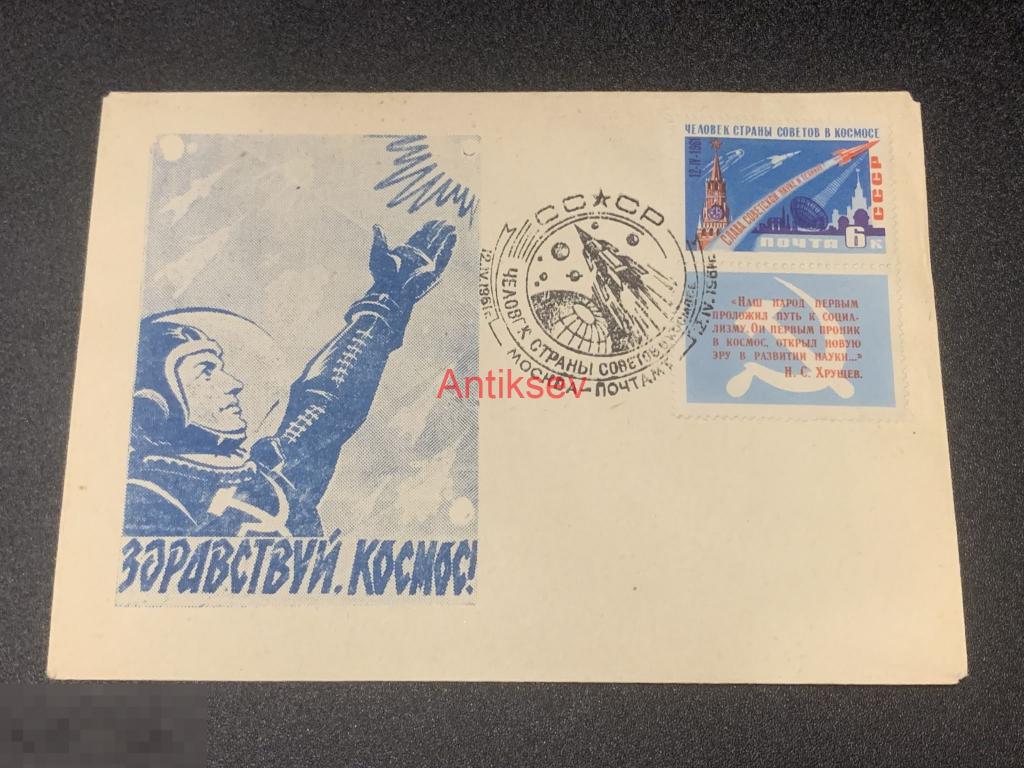 ЧЕЛОВЕК СТРАНЫ СОВЕТОВ В КОСМОСЕ
12-IV-1961
СЛАВА СОВЕТСКОЙ НАУКЕ И ТЕХНИКЕ!
СССР
ПОЧТА 6 К
«НАШ НАРОД ПЕРВЫМ
ПРОЛОЖИЛ ПУТЬ К СОЦИА-
ЛИЗМУ. ОН ПЕРВЫМ ПРОНИК
В КОСМОС, ОТКРЫЛ НОВУЮ
ЭРУ В РАЗВИТИИ НАУКИ...»
Н. С. ХРУЩЕВ.
СС★СР
12.IV.1961г.
ЧЕЛОВЕК СТРАНЫ СОВЕТОВ В КОСМОСЕ
12.IV.1961г.
МОСКВА-ПОЧТАМТ
Antiksev
ЗДРАВСТВУЙ, КОСМОС!